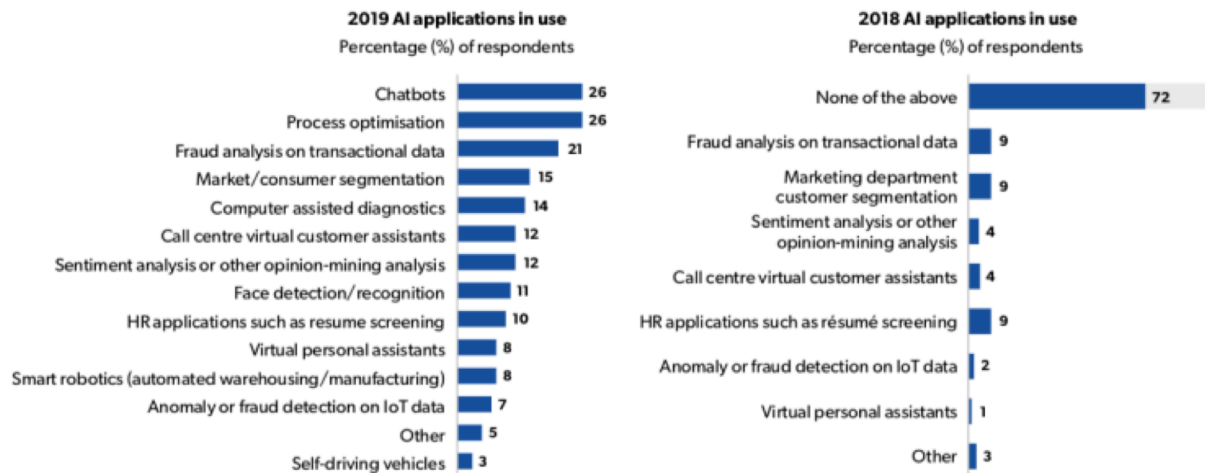 2019 AI applications in use
Percentage (%) of respondents
Chatbots 26
Process optimisation 26
Fraud analysis on transactional data 21
Market/consumer segmentation 15
Computer assisted diagnostics 14
Call centre virtual customer assistants 12
Sentiment analysis or other opinion-mining analysis 12
Face detection/recognition 11
HR applications such as resume screening 10
Virtual personal assistants 8
Smart robotics (automated warehousing/manufacturing) 8
Anomaly or fraud detection on IoT data 7
Other 5
Self-driving vehicles 3
2018 AI applications in use
Percentage (%) of respondents
None of the above 72
Fraud analysis on transactional data 9
Marketing department
customer segmentation 9
Sentiment analysis or other
opinion-mining analysis 4
Call centre virtual customer assistants 4
HR applications such as résumé screening 9
Anomaly or fraud detection on IoT data 2
Virtual personal assistants 1
Other 3